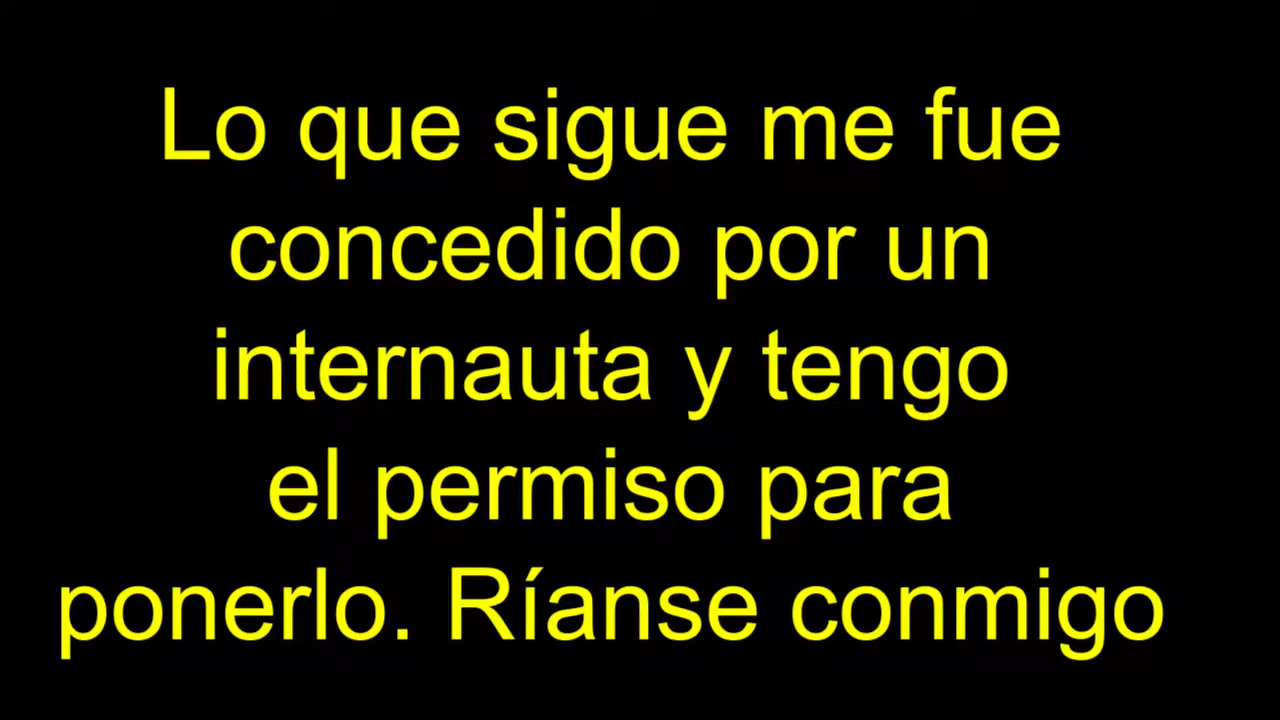 Lo que sigue me fue
concedido por un
internauta y tengo
el permiso para
ponerlo. Ríanse conmigo